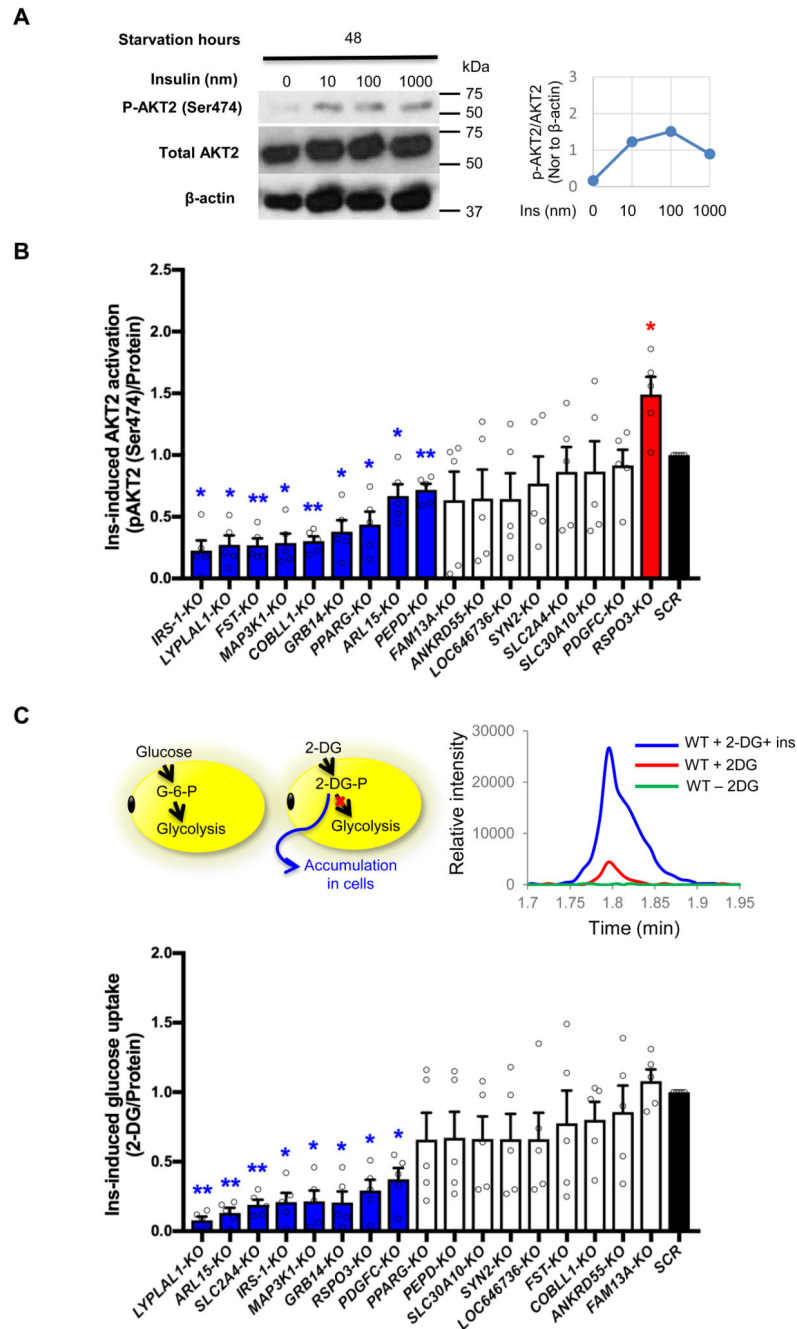 A
Starvation hours 48
kDa
Insulin (nm) 0 10 100 1000
P-AKT2 (Ser474)
75
50
Total AKT2
75
50
β-actin
37
p-AKT2/AKT2
(Nor to β-actin)
3
2
1
0
Ins (nm) 0 10 100 1000
B
Ins-induced AKT2 activation
(pAKT2 (Ser474)/Protein)
2.5
2.0
1.5
1.0
0.5
0.0
* * ** * ** * * * ** *
IRS-1-KO
LYPLAL1-KO
FST-KO
MAP3K1-KO
COBLL1-KO
GRB14-KO
PPARG-KO
ARL15-KO
PEPD-KO
FAM13A-KO
ANKRD55-KO
LOC646736-KO
SYN2-KO
SLC2A4-KO
SLC30A10-KO
PDGFC-KO
RSPO3-KO
SCR
C
Glucose
G-6-P
Glycolysis
2-DG
2-DG-P
Glycolysis
Accumulation
in cells
Relative intensity
30000
20000
10000
0
1.7 1.75 1.8 1.85 1.9 1.95
Time (min)
WT + 2-DG+ ins
WT + 2DG
WT – 2DG
Ins-induced glucose uptake
(2-DG/Protein)
2.0
1.5
1.0
0.5
0.0
** ** ** * * * * *
LYPLAL1-KO
ARL15-KO
SLC2A4-KO
IRS-1-KO
MAP3K1-KO
GRB14-KO
RSPO3-KO
PDGFC-KO
PPARG-KO
PEPD-KO
SLC30A10-KO
SYN2-KO
LOC646736-KO
FST-KO
COBLL1-KO
ANKRD55-KO
FAM13A-KO
SCR